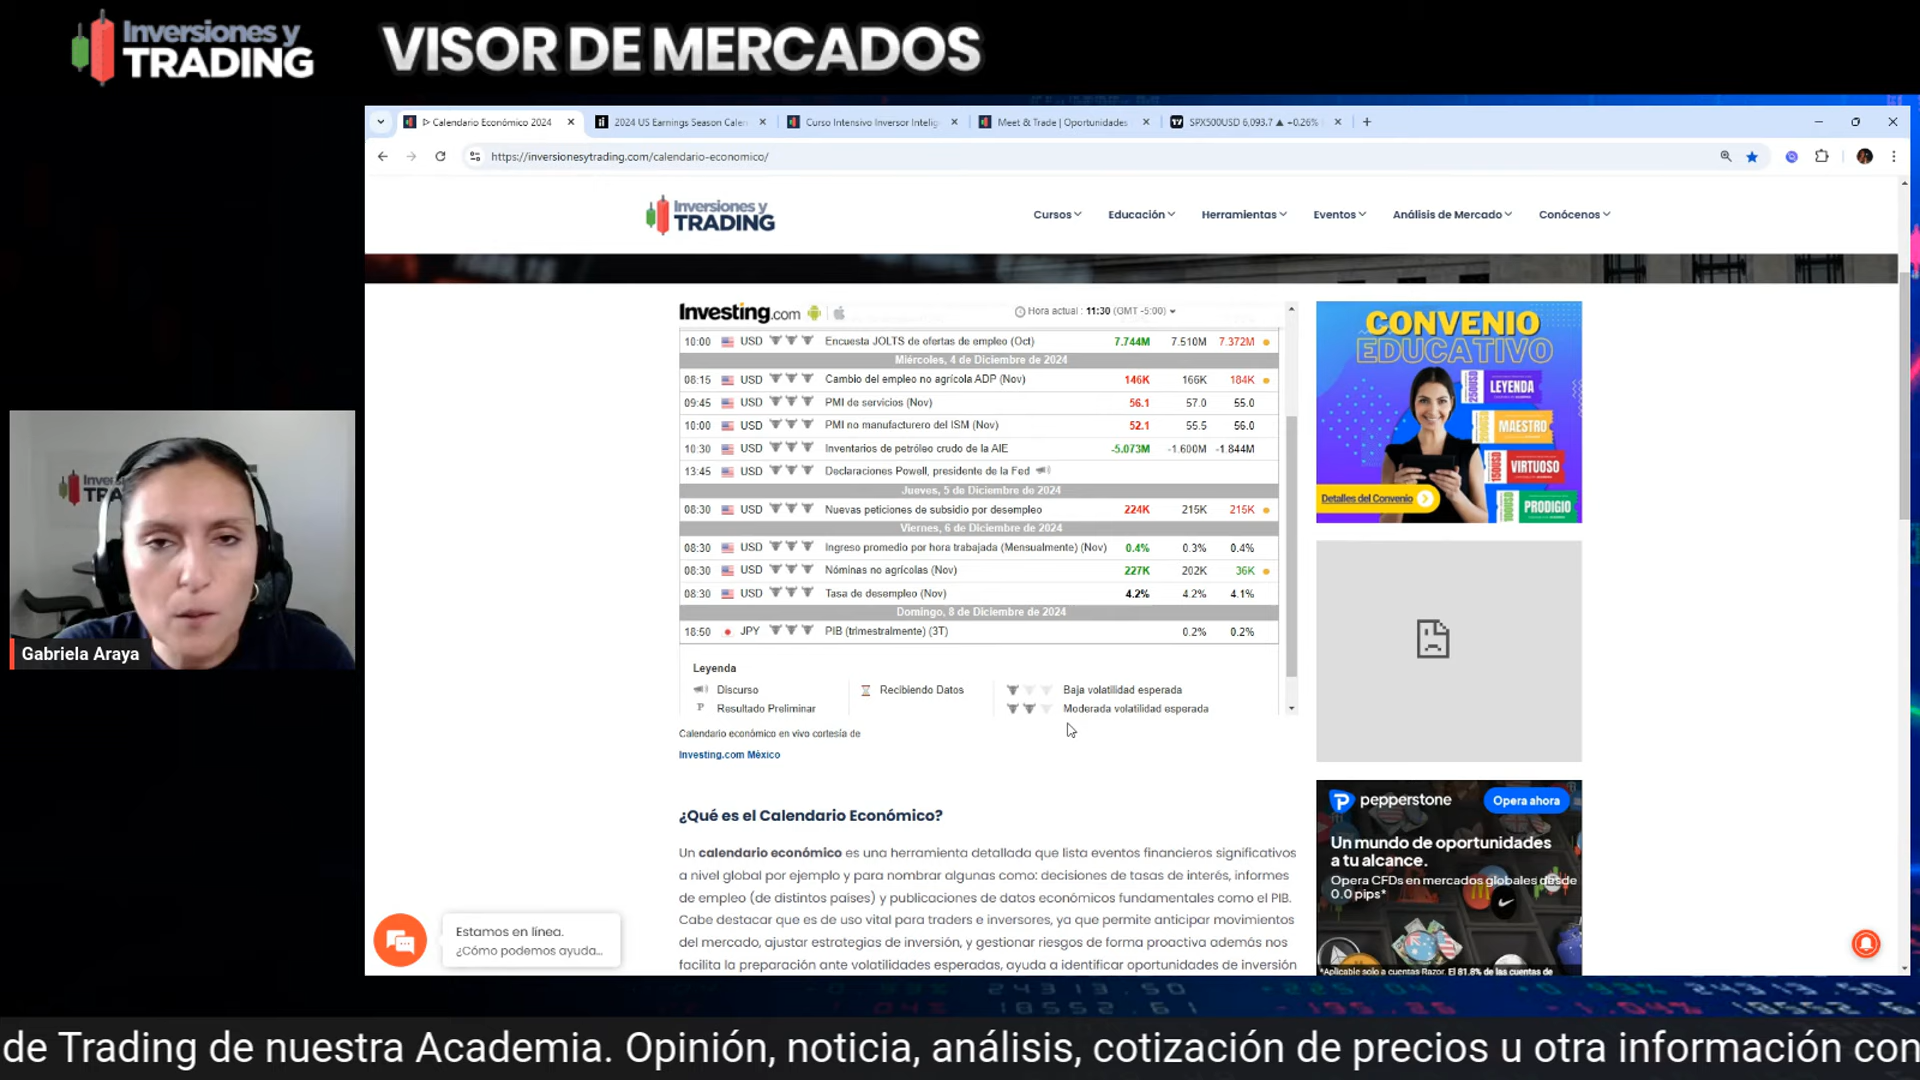 Inversiones y
TRADING
VISOR DE MERCADOS
Calendario Económico 2024
2024 US Earnings Season Calen
Curso Intensivo Inversor Intelig
Meet & Trade | Oportunidades
SPX500USD 6,093.7 ▲ +0.26%
https://inversionesytrading.com/calendario-economico/
Inversiones y
TRADING
Cursos
Educación
Herramientas
Eventos
Análisis de Mercado
Conócenos
Investing.com
Hora actual : 11:30 (GMT -5:00)
10:00 USD Encuesta JOLTS de ofertas de empleo (Oct) 7.744M 7.510M 7.372M
Miércoles, 4 de Diciembre de 2024
08:15 USD Cambio del empleo no agrícola ADP (Nov) 146K 166K 184K
09:45 USD PMI de servicios (Nov) 56.1 57.0 55.0
10:00 USD PMI no manufacturero del ISM (Nov) 52.1 55.5 56.0
10:30 USD Inventarios de petróleo crudo de la AIE -5.073M -1.600M -1.844M
13:45 USD Declaraciones Powell, presidente de la Fed
Jueves, 5 de Diciembre de 2024
08:30 USD Nuevas peticiones de subsidio por desempleo 224K 215K 215K
Viernes, 6 de Diciembre de 2024
08:30 USD Ingreso promedio por hora trabajada (Mensualmente) (Nov) 0.4% 0.3% 0.4%
08:30 USD Nóminas no agrícolas (Nov) 227K 202K 36K
08:30 USD Tasa de desempleo (Nov) 4.2% 4.2% 4.1%
Domingo, 8 de Diciembre de 2024
18:50 JPY PIB (trimestralmente) (3T) 0.2% 0.2%
Leyenda
Discurso
Recibiendo Datos
Baja volatilidad esperada
P Resultado Preliminar
Moderada volatilidad esperada
Calendario económico en vivo cortesía de
Investing.com México
¿Qué es el Calendario Económico?
Un calendario económico es una herramienta detallada que lista eventos financieros significativos
a nivel global por ejemplo y para nombrar algunas como: decisiones de tasas de interés, informes
de empleo (de distintos países) y publicaciones de datos económicos fundamentales como el PIB.
Cabe destacar que es de uso vital para traders e inversores, ya que permite anticipar movimientos
del mercado, ajustar estrategias de inversión, y gestionar riesgos de forma proactiva además nos
facilita la preparación ante volatilidades esperadas, ayuda a identificar oportunidades de inversión
CONVENIO
EDUCATIVO
250USD LEYENDA
MAESTRO
150USD VIRTUOSO
100USD PRODIGIO
Detalles del Convenio
pepperstone
Opera ahora
Un mundo de oportunidades
a tu alcance.
Opera CFDs en mercados globales desde
0.0 pips*
*Aplicable solo a cuentas Razor. El 81.8% de las cuentas de
Estamos en línea.
¿Cómo podemos ayuda...
Gabriela Araya
de Trading de nuestra Academia. Opinión, noticia, análisis, cotización de precios u otra información con